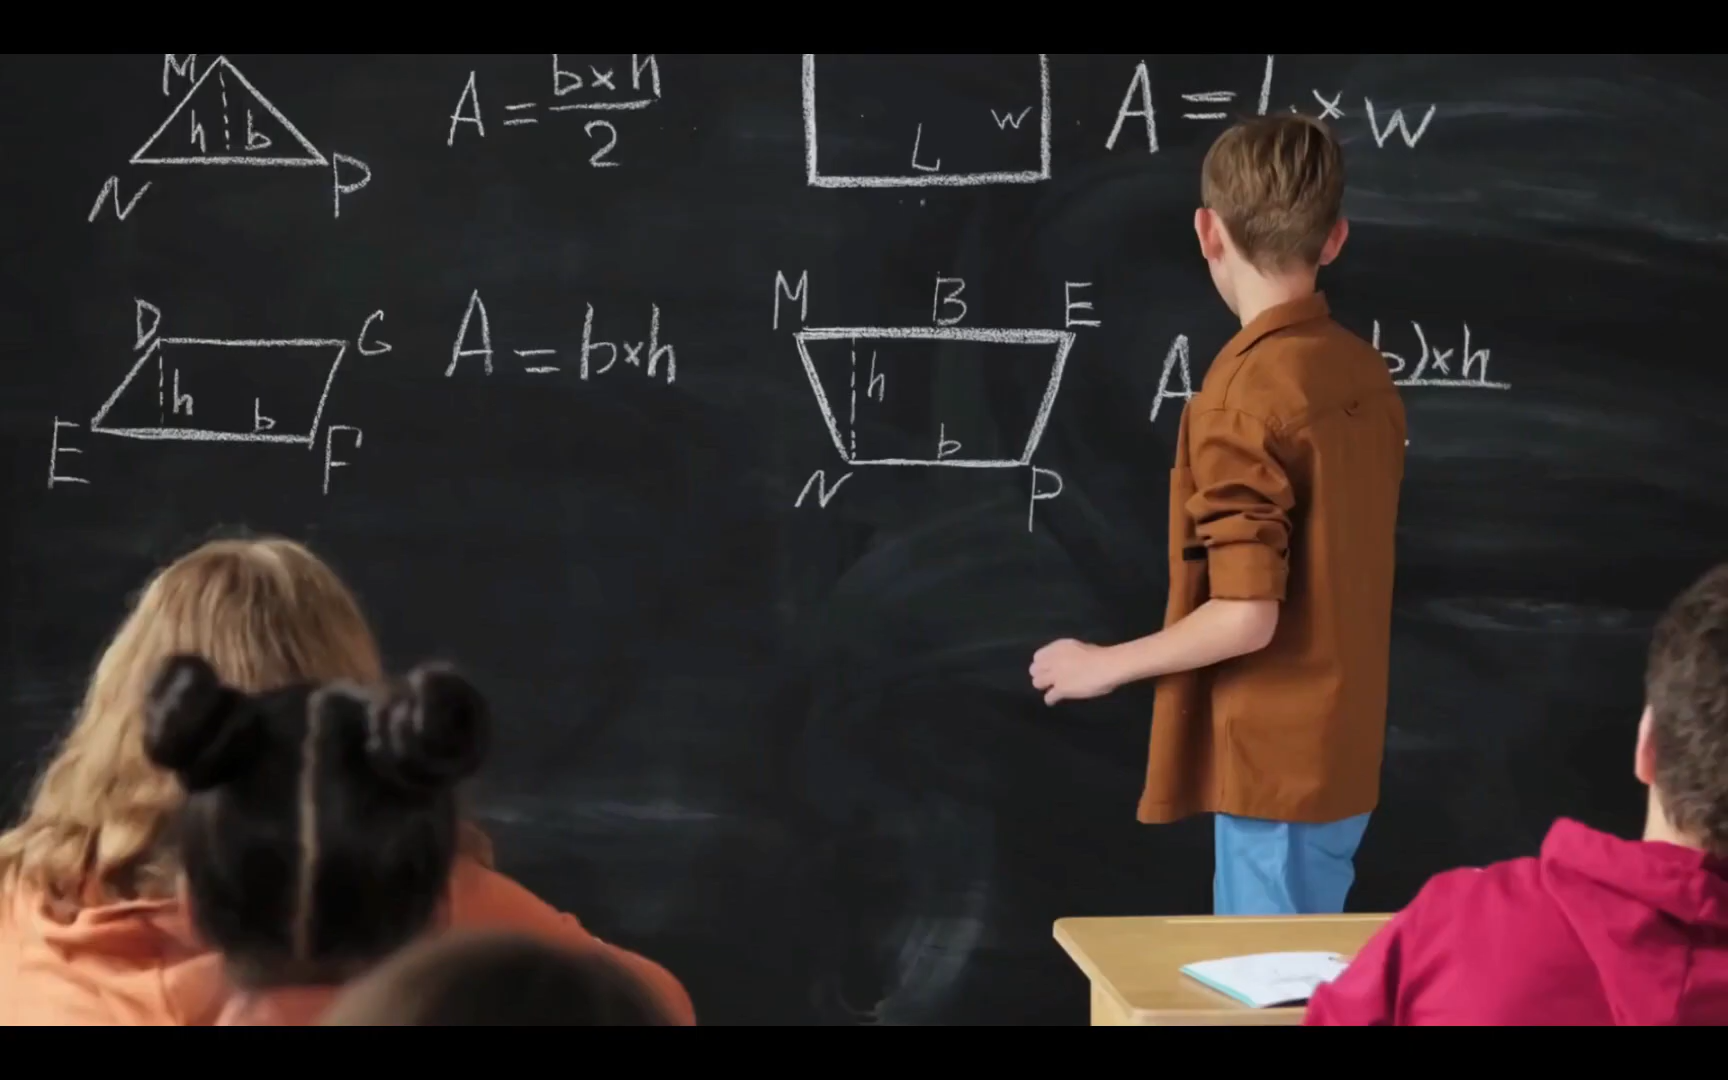 M
h b
N P
A = b×h
2
w
L
A = L × w
D G
h b
E F
A = b×h
M B E
h
b
N P
A b)×h